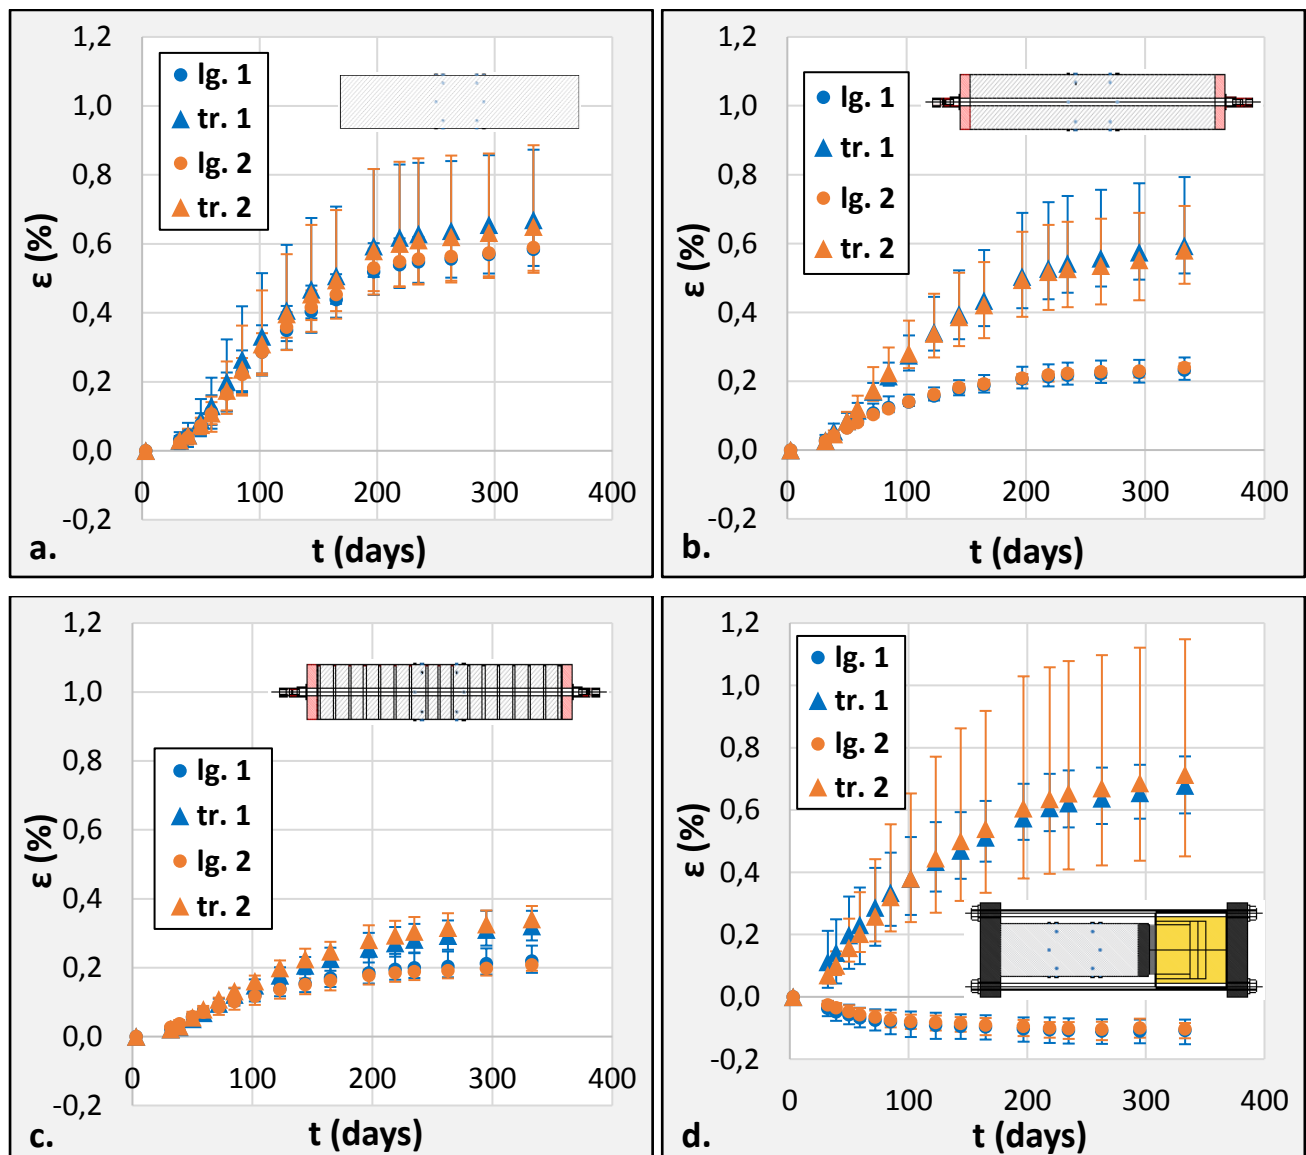 1,2
1,0
0,8
0,6
0,4
0,2
0,0
-0,2
ε (%)
lg. 1
tr. 1
lg. 2
tr. 2
0 100 200 300 400
t (days)
a.
1,2
1,0
0,8
0,6
0,4
0,2
0,0
-0,2
ε (%)
lg. 1
tr. 1
lg. 2
tr. 2
0 100 200 300 400
t (days)
b.
1,2
1,0
0,8
0,6
0,4
0,2
0,0
-0,2
ε (%)
lg. 1
tr. 1
lg. 2
tr. 2
0 100 200 300 400
t (days)
c.
1,2
1,0
0,8
0,6
0,4
0,2
0,0
-0,2
ε (%)
lg. 1
tr. 1
lg. 2
tr. 2
0 100 200 300 400
t (days)
d.